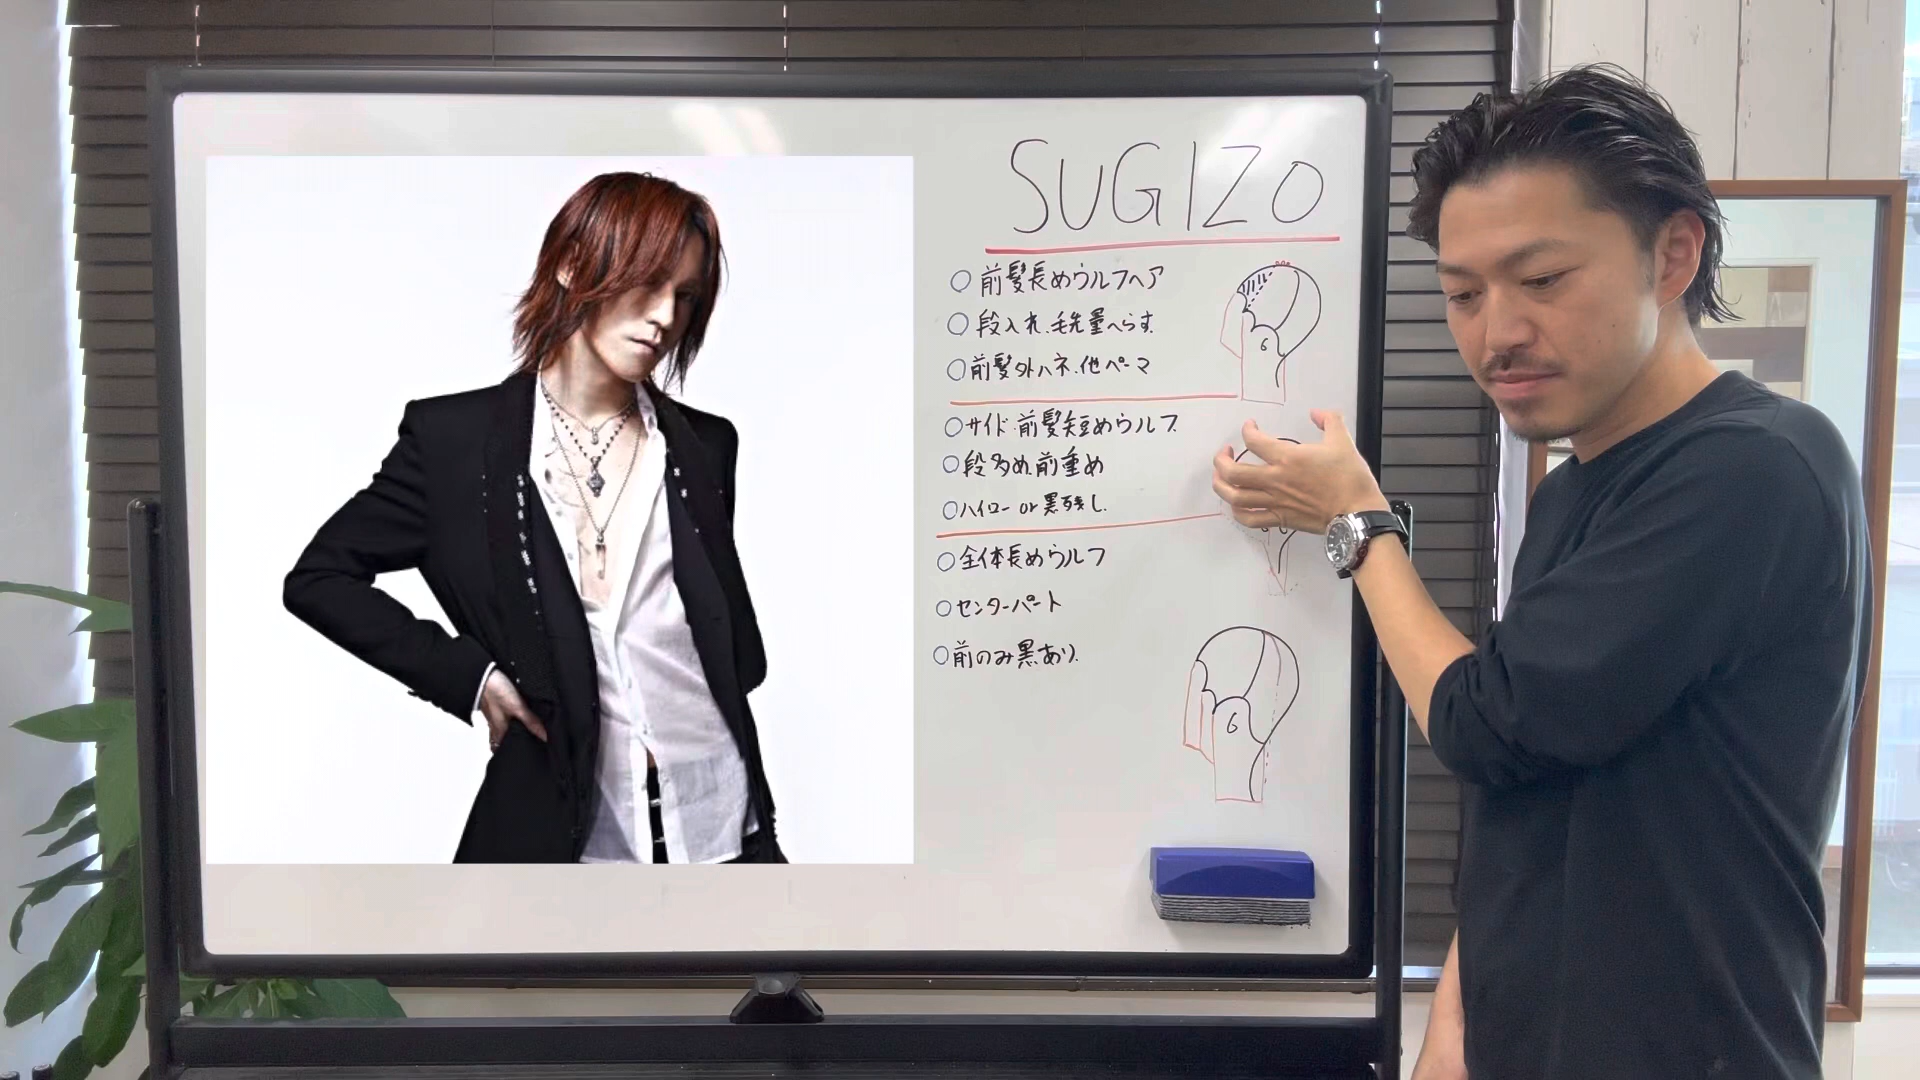 SUGIZO
○ 前髪長めウルフヘア
○ 段入れ.毛先量へらす.
○ 前髪外ハネ.他パーマ
6
○ サイド.前髪短めウルフ.
○ 段多め.前重め
○ ハイロー or 黒残し.
○ 全体長めウルフ
○ センターパート
○ 前のみ黒あり.
6